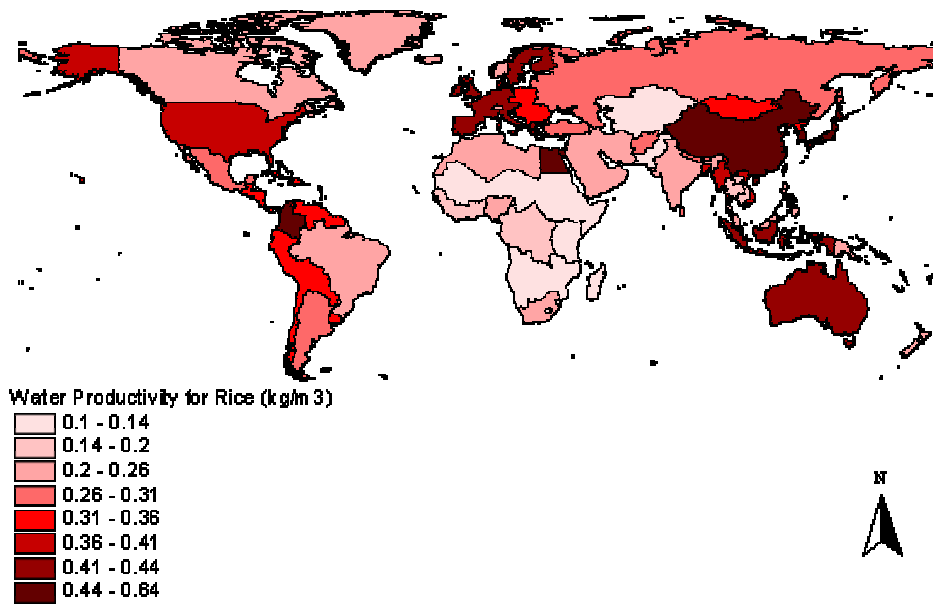 Water Productivity for Rice (kg/m3)
0.1 - 0.14
0.14 - 0.2
0.2 - 0.26
0.26 - 0.31
0.31 - 0.36
0.36 - 0.41
0.41 - 0.44
0.44 - 0.64
N